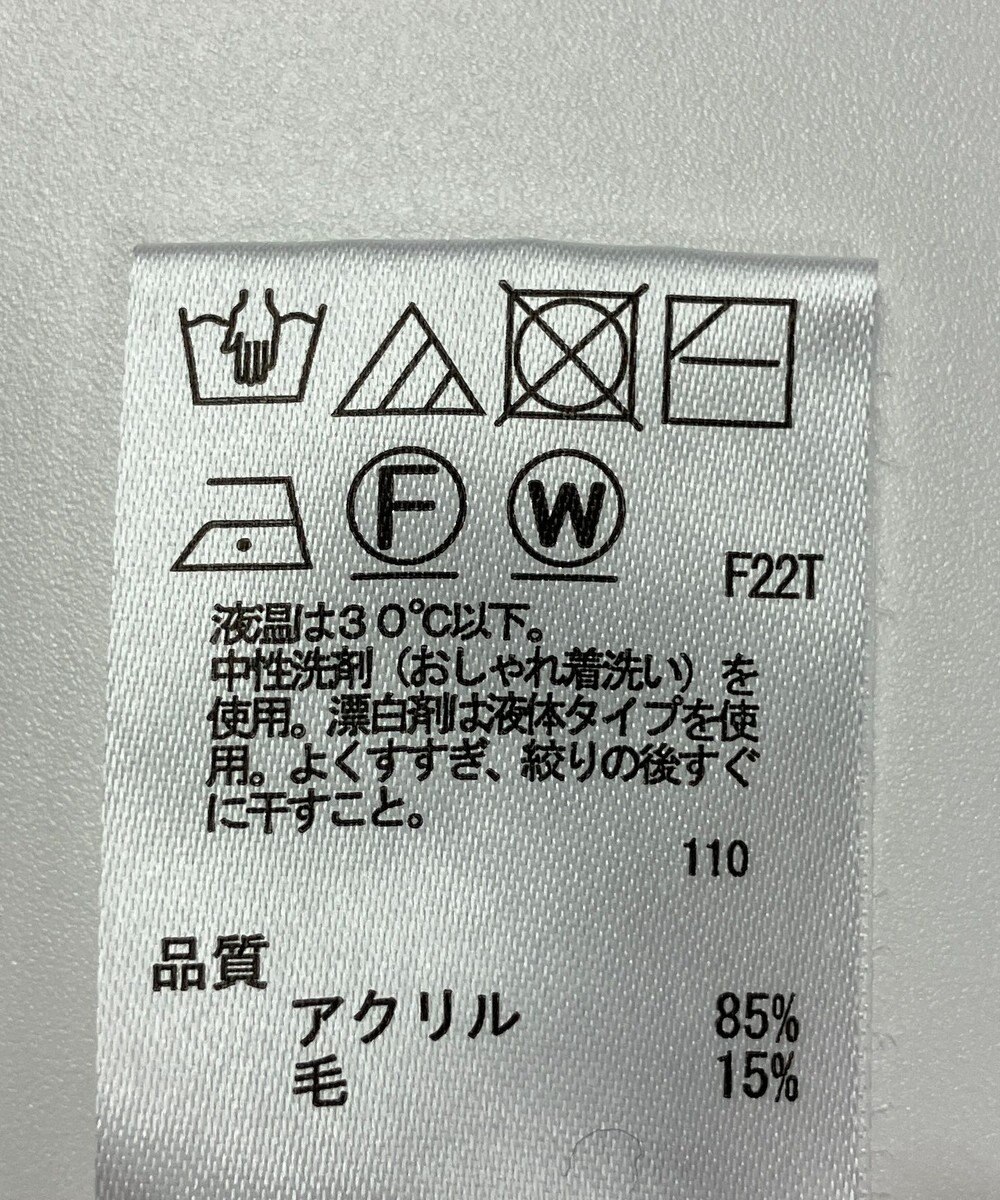 F W
F22T
液温は30℃以下。
中性洗剤（おしゃれ着洗い）を
使用。漂白剤は液体タイプを使
用。よくすすぎ、絞りの後すぐ
に干すこと。
110
品質
アクリル 85%
毛 15%